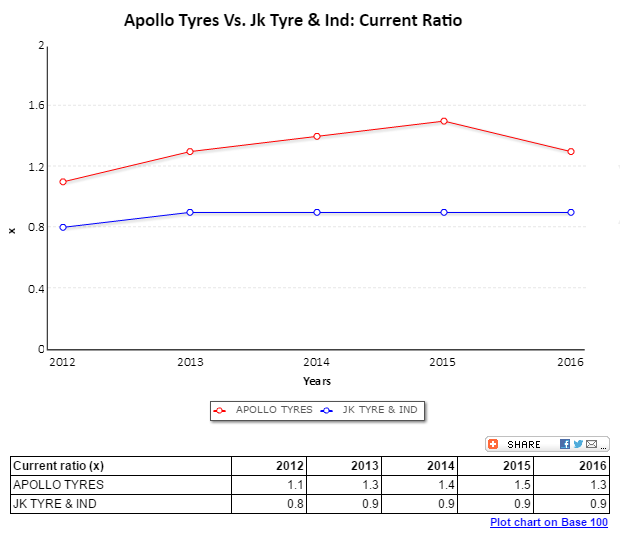 Apollo Tyres Vs. Jk Tyre & Ind: Current Ratio
2
1.6
1.2
0.8
0.4
0
x
2012 2013 2014 2015 2016
Years
APOLLO TYRES JK TYRE & IND
SHARE ...
Current ratio (x) 2012 2013 2014 2015 2016
APOLLO TYRES 1.1 1.3 1.4 1.5 1.3
JK TYRE & IND 0.8 0.9 0.9 0.9 0.9
Plot chart on Base 100